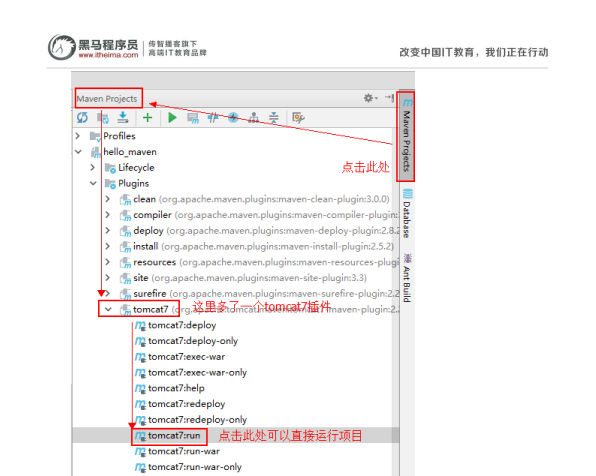 黑马程序员
www.itheima.com
传智播客旗下
高端IT教育品牌
改变中国IT教育，我们正在行动
Maven Projects
Profiles
hello_maven
Lifecycle
点击此处
Plugins
clean (org.apache.maven.plugins:maven-clean-plugin:3.0.0)
compiler (org.apache.maven.plugins:maven-compiler-plugin:
deploy (org.apache.maven.plugins:maven-deploy-plugin:2.8.2
install (org.apache.maven.plugins:maven-install-plugin:2.5.2)
resources (org.apache.maven.plugins:maven-resources-plugi
site (org.apache.maven.plugins:maven-site-plugin:3.3)
surefire (org.apache.maven.plugins:maven-surefire-plugin:2.2
tomcat7
这里多了一个tomcat7插件
tomcat7:deploy
tomcat7:deploy-only
tomcat7:exec-war
tomcat7:exec-war-only
tomcat7:help
tomcat7:redeploy
tomcat7:redeploy-only
tomcat7:run
点击此处可以直接运行项目
tomcat7:run-war
tomcat7:run-war-only
Maven Projects
Database
Ant Build